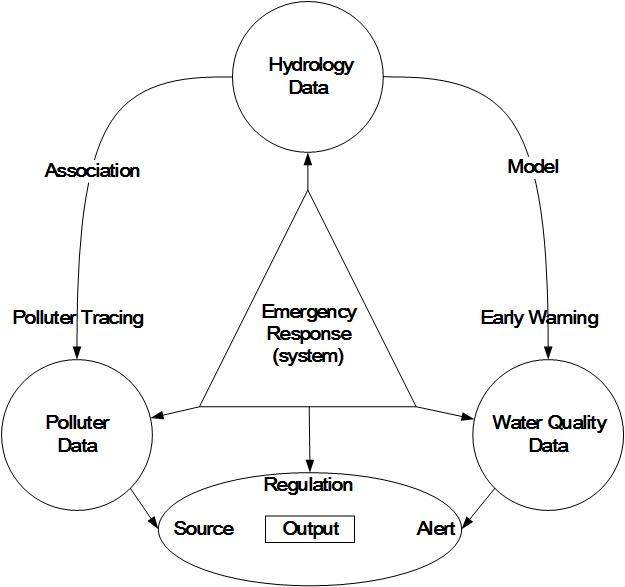 Hydrology
Data
Association
Model
Emergency
Response
(system)
Polluter Tracing
Early Warning
Polluter
Data
Water Quality
Data
Regulation
Source
Output
Alert